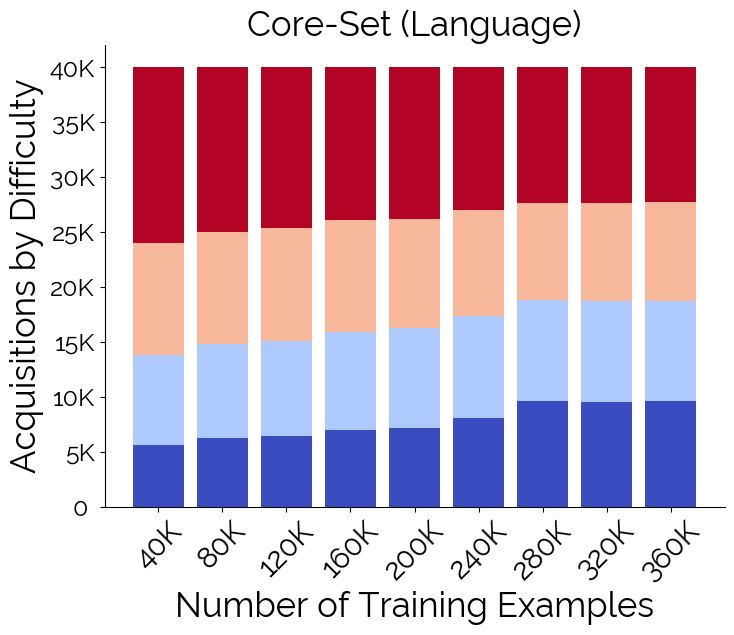 Core-Set (Language)
Acquisitions by Difficulty
40K
35K
30K
25K
20K
15K
10K
5K
0
40K
80K
120K
160K
200K
240K
280K
320K
360K
Number of Training Examples